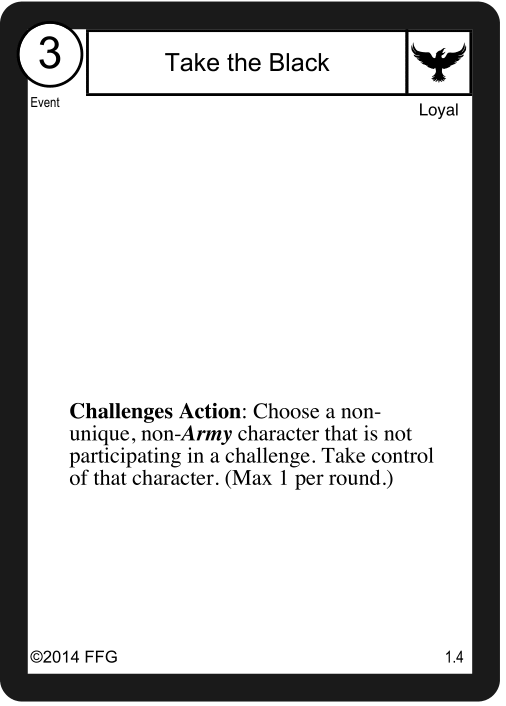 3
Take the Black
Event
Loyal
Challenges Action: Choose a non-
unique, non-Army character that is not
participating in a challenge. Take control
of that character. (Max 1 per round.)
©2014 FFG
1.4